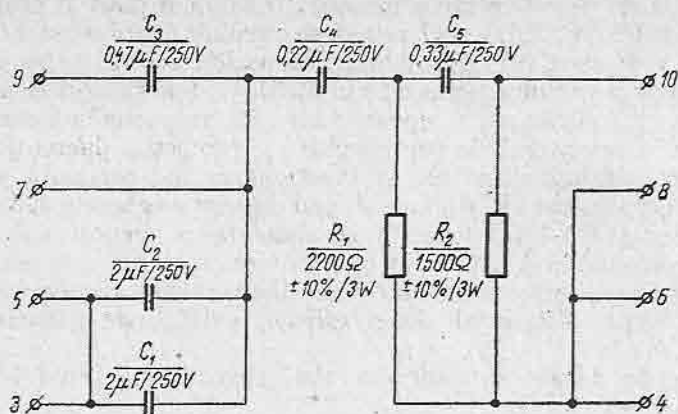 C₃
0,47μF/250V
C₄
0,22μF/250V
C₅
0,33μF/250V
9
10
7
8
C₂
2μF/250V
R₁
2200Ω
±10%/3W
R₂
1500Ω
±10%/3W
5
6
C₁
2μF/250V
3
4